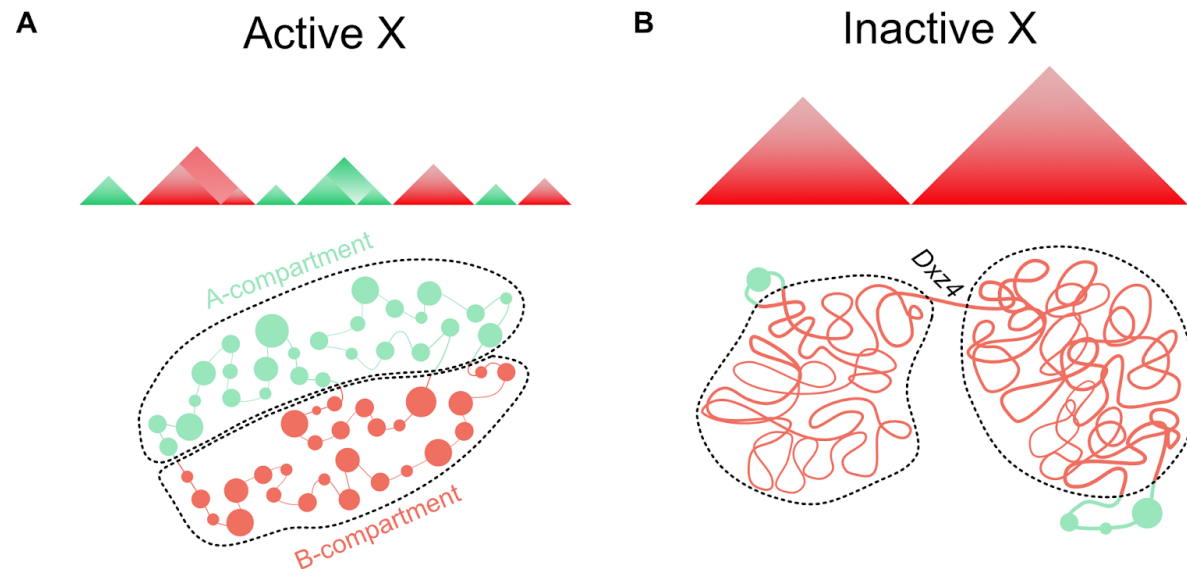 A
Active X
A-compartment
B-compartment
B
Inactive X
Dxz4